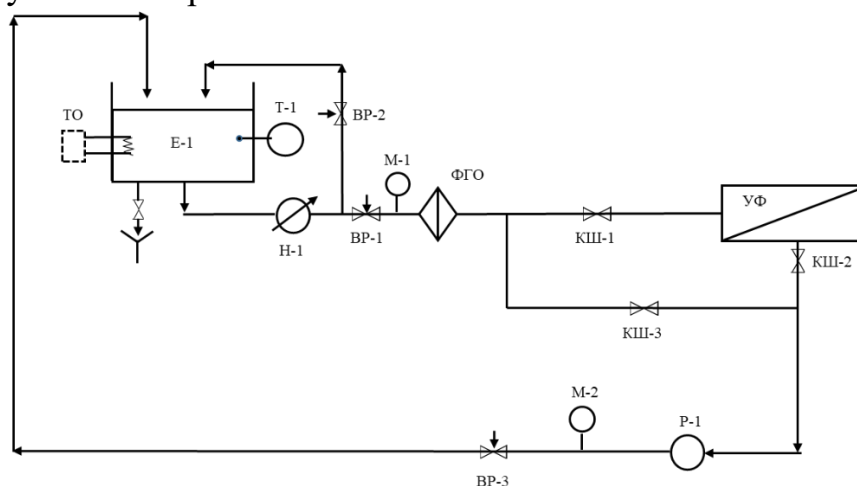 ТО
Е-1
Т-1
ВР-2
М-1
ФГО
УФ
Н-1
ВР-1
КШ-1
КШ-2
КШ-3
М-2
Р-1
ВР-3